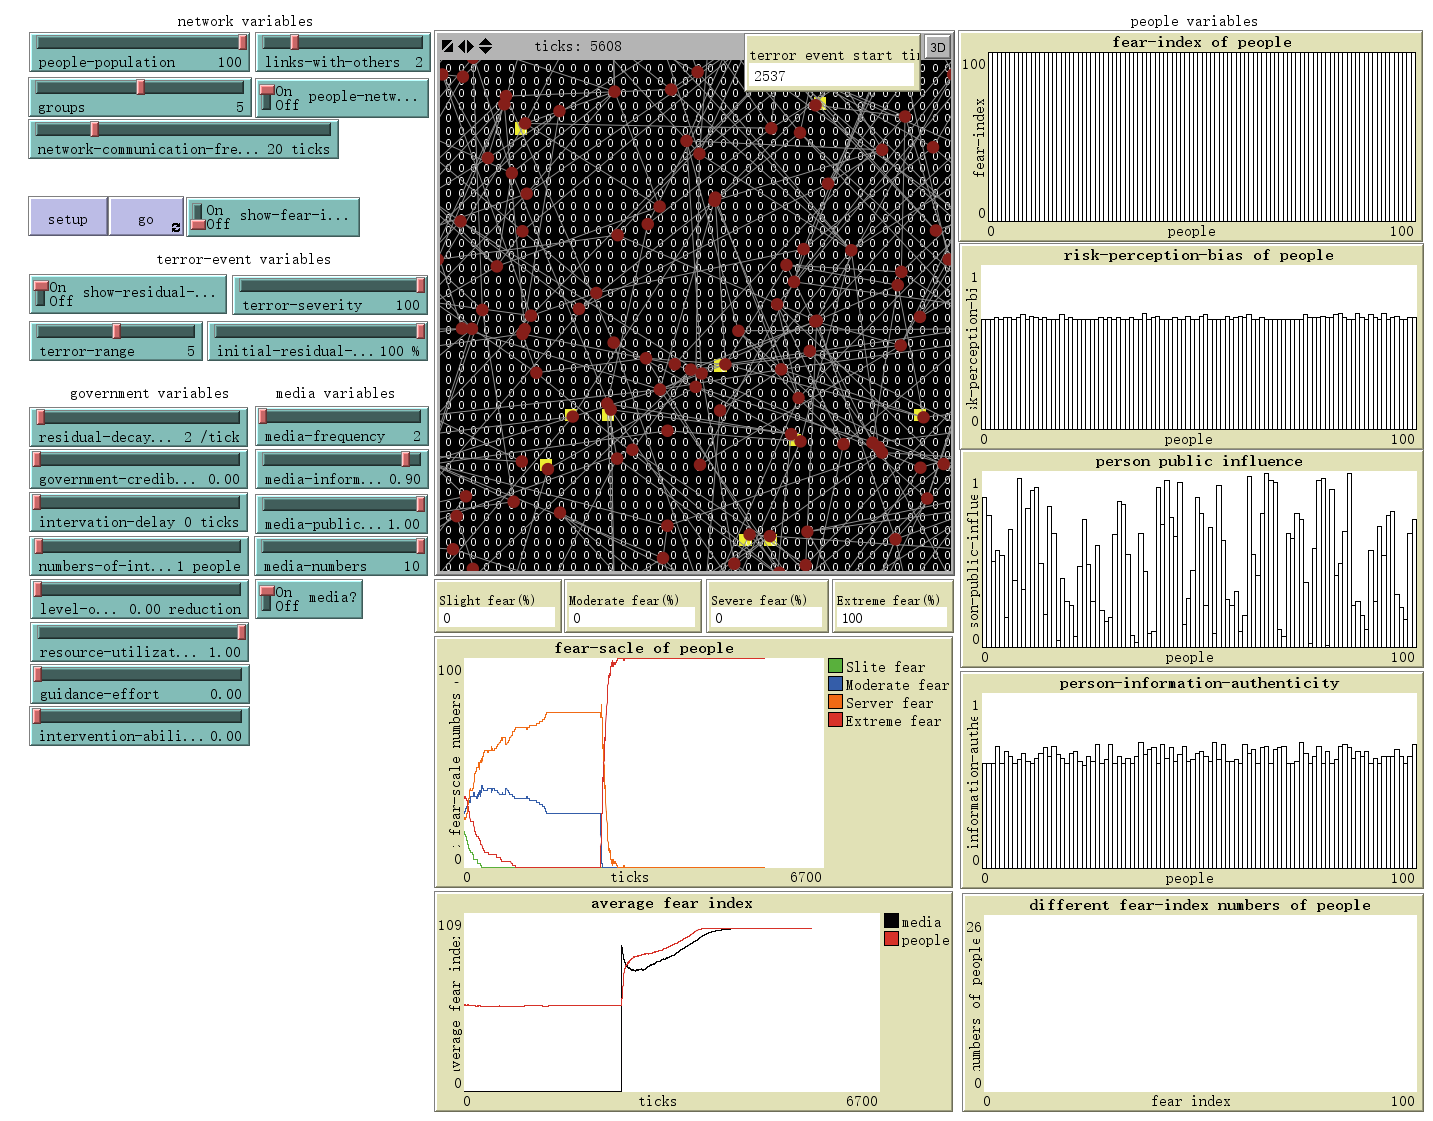 network variables
people-population 100
links-with-others 2
groups 5
On
Off
people-netw...
network-communication-fre... 20 ticks
setup
go
On
Off
show-fear-i...
terror-event variables
On
Off
show-residual-...
terror-severity 100
terror-range 5
initial-residual-... 100 %
government variables
media variables
residual-decay... 2 /tick
media-frequency 2
government-credib... 0.00
media-inform... 0.90
intervation-delay 0 ticks
media-public... 1.00
numbers-of-int... 1 people
media-numbers 10
level-o... 0.00 reduction
On
Off
media?
resource-utilizat... 1.00
guidance-effort 0.00
intervention-abili... 0.00
ticks: 5608
3D
terror event start ti
2537
Slight fear(%)
0
Moderate fear(%)
0
Severe fear(%)
0
Extreme fear(%)
100
fear-sacle of people
100
fear-scale numbers
0
0
ticks
6700
Slite fear
Moderate fear
Server fear
Extreme fear
average fear index
109
verage fear inde
0
0
ticks
6700
media
people
people variables
fear-index of people
100
fear-index
0
0
people
100
risk-perception-bias of people
1
k-perception-bi
0
0
people
100
person public influence
1
son-public-influe
0
0
people
100
person-information-authenticity
1
information-authe
0
0
people
100
different fear-index numbers of people
26
numbers of people
0
0
fear index
100